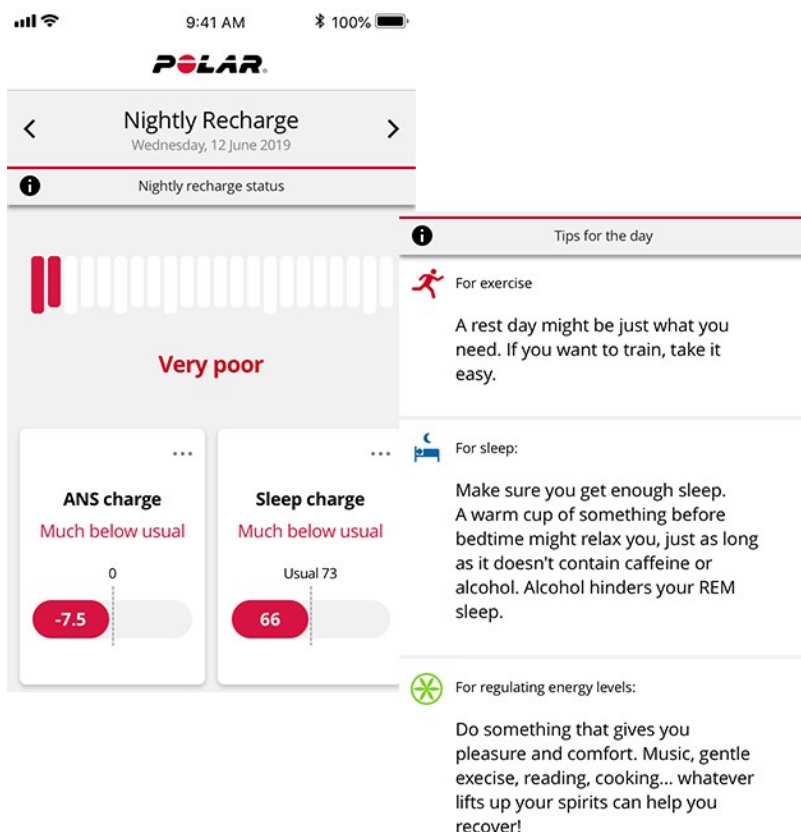 9:41 AM
100%
POLAR
Nightly Recharge
Wednesday, 12 June 2019
Nightly recharge status
Very poor
ANS charge
Much below usual
0
-7.5
Sleep charge
Much below usual
Usual 73
66
Tips for the day
For exercise
A rest day might be just what you
need. If you want to train, take it
easy.
For sleep:
Make sure you get enough sleep.
A warm cup of something before
bedtime might relax you, just as long
as it doesn't contain caffeine or
alcohol. Alcohol hinders your REM
sleep.
For regulating energy levels:
Do something that gives you
pleasure and comfort. Music, gentle
execise, reading, cooking... whatever
lifts up your spirits can help you
recover!